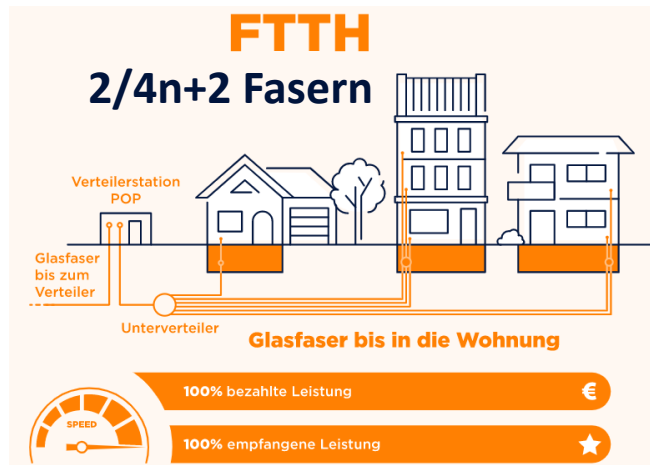 FTTH
2/4n+2 Fasern
Verteilerstation
POP
Glasfaser
bis zum
Verteiler
Unterverteiler
Glasfaser bis in die Wohnung
SPEED
100% bezahlte Leistung €
100% empfangene Leistung